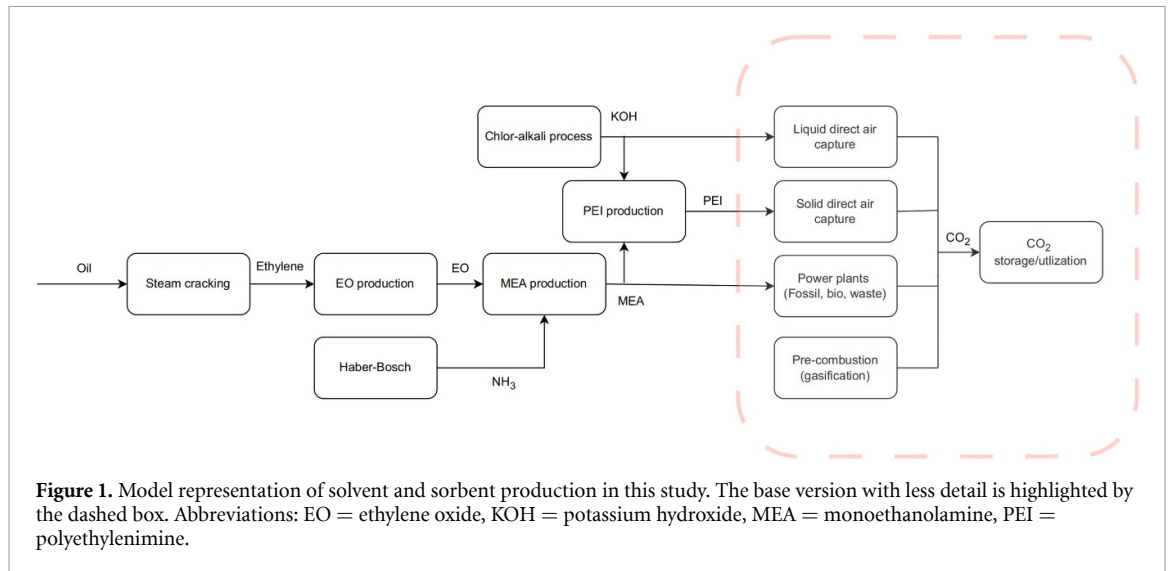 KOH
Chlor-alkali process
Liquid direct air
capture
PEI production
PEI
Solid direct air
capture
CO₂
CO₂
storage/utlization
Oil
Steam cracking
Ethylene
EO production
EO
MEA production
MEA
Power plants
(Fossil, bio, waste)
Haber-Bosch
NH₃
Pre-combustion
(gasification)
Figure 1. Model representation of solvent and sorbent production in this study. The base version with less detail is highlighted by
the dashed box. Abbreviations: EO = ethylene oxide, KOH = potassium hydroxide, MEA = monoethanolamine, PEI =
polyethylenimine.